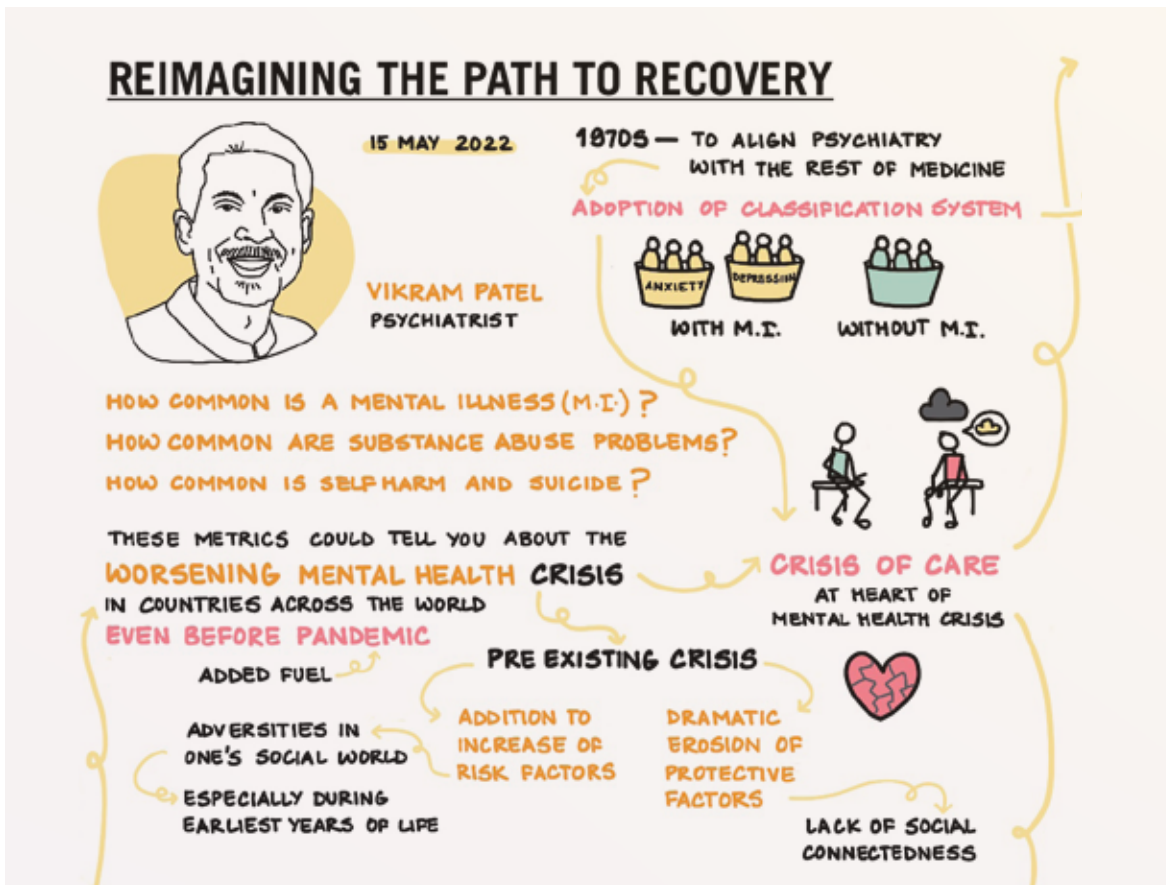 REIMAGINING THE PATH TO RECOVERY
15 MAY 2022
VIKRAM PATEL
PSYCHIATRIST
1970S — TO ALIGN PSYCHIATRY
WITH THE REST OF MEDICINE
ADOPTION OF CLASSIFICATION SYSTEM
ANXIETY
DEPRESSION
WITH M.I.
WITHOUT M.I.
HOW COMMON IS A MENTAL ILLNESS (M.I.) ?
HOW COMMON ARE SUBSTANCE ABUSE PROBLEMS?
HOW COMMON IS SELF HARM AND SUICIDE ?
THESE METRICS COULD TELL YOU ABOUT THE
WORSENING MENTAL HEALTH CRISIS
IN COUNTRIES ACROSS THE WORLD
EVEN BEFORE PANDEMIC
ADDED FUEL
CRISIS OF CARE
AT HEART OF
MENTAL HEALTH CRISIS
PRE EXISTING CRISIS
ADDITION TO
INCREASE OF
RISK FACTORS
ADVERSITIES IN
ONE'S SOCIAL WORLD
ESPECIALLY DURING
EARLIEST YEARS OF LIFE
DRAMATIC
EROSION OF
PROTECTIVE
FACTORS
LACK OF SOCIAL
CONNECTEDNESS